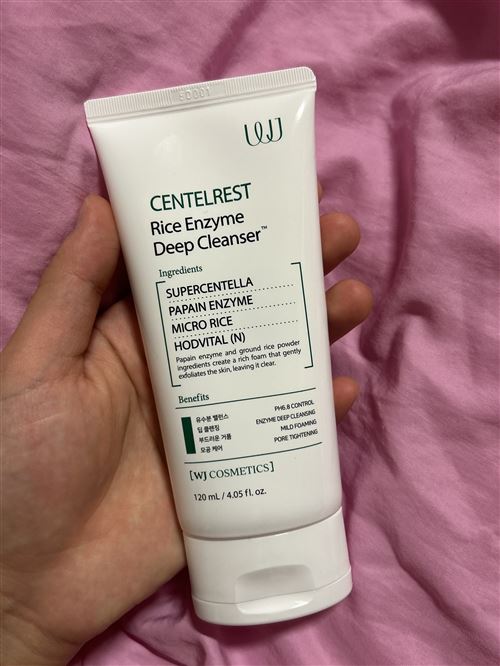 WJ
CENTELREST
Rice Enzyme
Deep Cleanser™
Ingredients
SUPERCENTELLA
PAPAIN ENZYME
MICRO RICE
HODVITAL (N)
Papain enzyme and ground rice powder
ingredients create a rich foam that gently
exfoliates the skin, leaving it clear.
Benefits
유수분 밸런스
딥 클렌징
부드러운 거품
모공 케어
PH6.8 CONTROL
ENZYME DEEP CLEANSING
MILD FOAMING
PORE TIGHTENING
[WJ COSMETICS]
120 mL / 4.05 fl. oz.